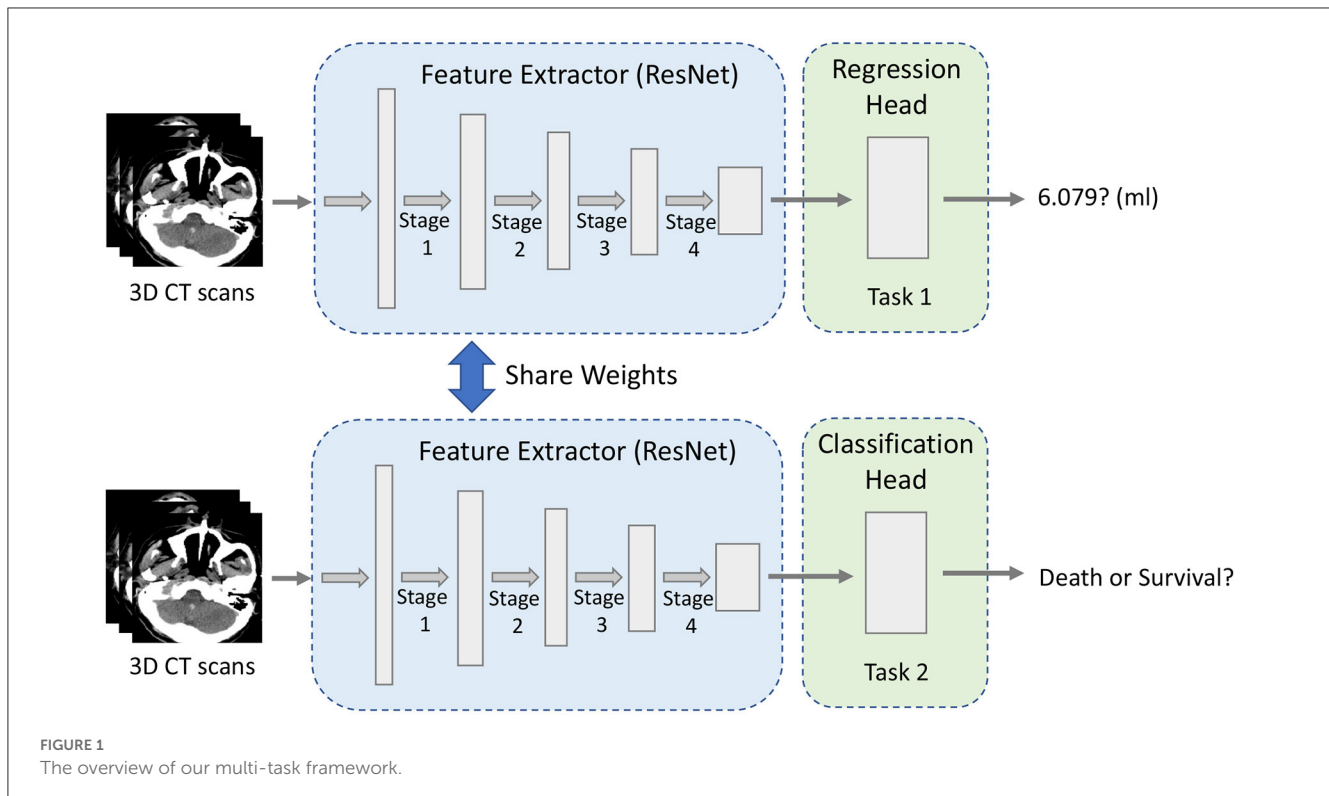 Feature Extractor (ResNet)
Regression
Head
Stage
1
Stage
2
Stage
3
Stage
4
6.079? (ml)
3D CT scans
Task 1
Share Weights
Feature Extractor (ResNet)
Classification
Head
Stage
1
Stage
2
Stage
3
Stage
4
Death or Survival?
3D CT scans
Task 2
FIGURE 1
The overview of our multi-task framework.